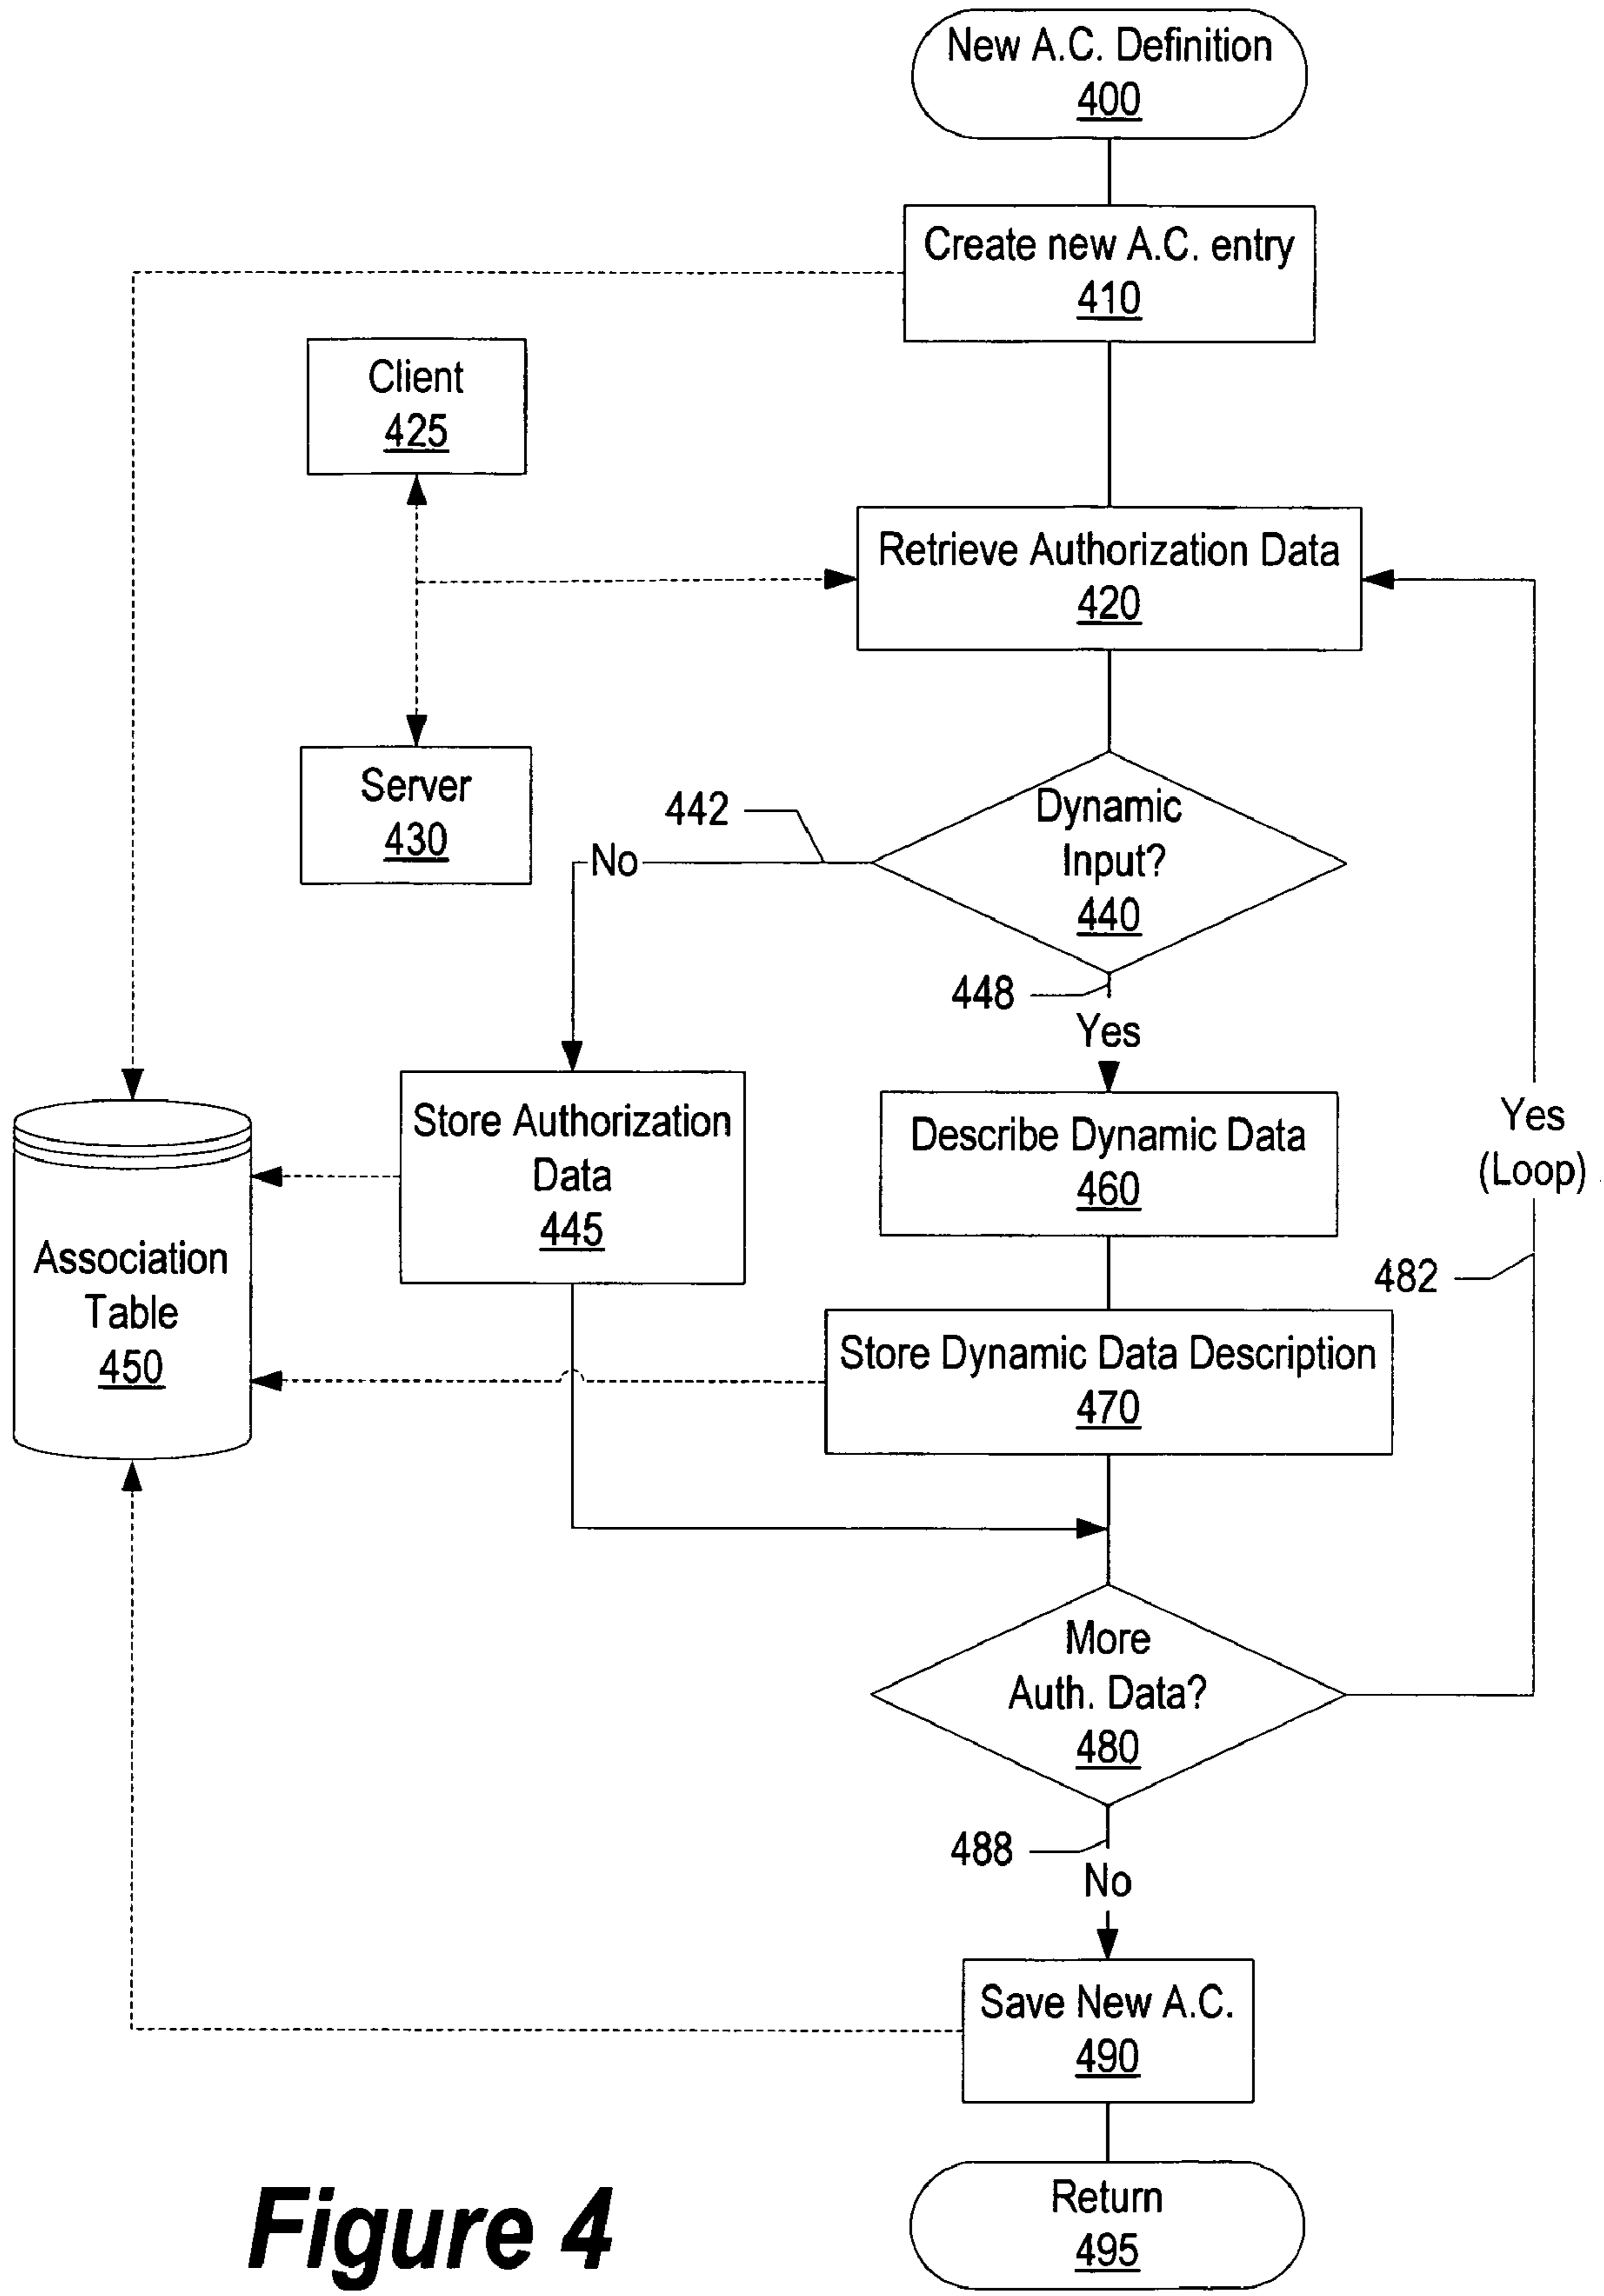 New A.C. Definition
400
Create new A.C. entry
410
Client
425
Retrieve Authorization Data
420
Server
430
442
No
Dynamic
Input?
440
448
Yes
Store Authorization
Data
445
Describe Dynamic Data
460
Yes
(Loop)
482
Association
Table
450
Store Dynamic Data Description
470
More
Auth. Data?
480
488
No
Save New A.C.
490
Return
495
Figure 4